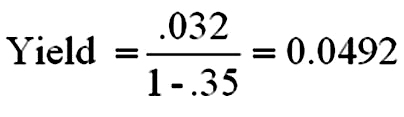 Yield = .032 / 1 - .35 = 0.0492